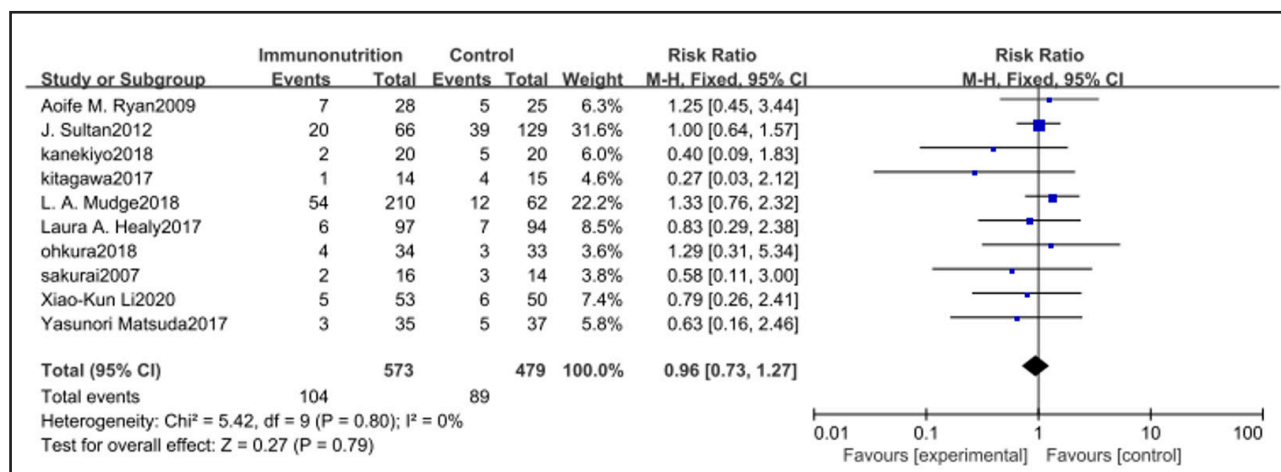 Immunonutrition Control Risk Ratio Risk Ratio
Study or Subgroup Events Total Events Total Weight M-H, Fixed, 95% CI M-H, Fixed, 95% CI
Aoife M. Ryan2009 7 28 5 25 6.3% 1.25 [0.45, 3.44]
J. Sultan2012 20 66 39 129 31.6% 1.00 [0.64, 1.57]
kanekiyo2018 2 20 5 20 6.0% 0.40 [0.09, 1.83]
kitagawa2017 1 14 4 15 4.6% 0.27 [0.03, 2.12]
L. A. Mudge2018 54 210 12 62 22.2% 1.33 [0.76, 2.32]
Laura A. Healy2017 6 97 7 94 8.5% 0.83 [0.29, 2.38]
ohkura2018 4 34 3 33 3.6% 1.29 [0.31, 5.34]
sakurai2007 2 16 3 14 3.8% 0.58 [0.11, 3.00]
Xiao-Kun Li2020 5 53 6 50 7.4% 0.79 [0.26, 2.41]
Yasunori Matsuda2017 3 35 5 37 5.8% 0.63 [0.16, 2.46]
Total (95% CI) 573 479 100.0% 0.96 [0.73, 1.27]
Total events 104 89
Heterogeneity: Chi² = 5.42, df = 9 (P = 0.80); I² = 0%
Test for overall effect: Z = 0.27 (P = 0.79)
0.01 0.1 1 10 100
Favours [experimental] Favours [control]